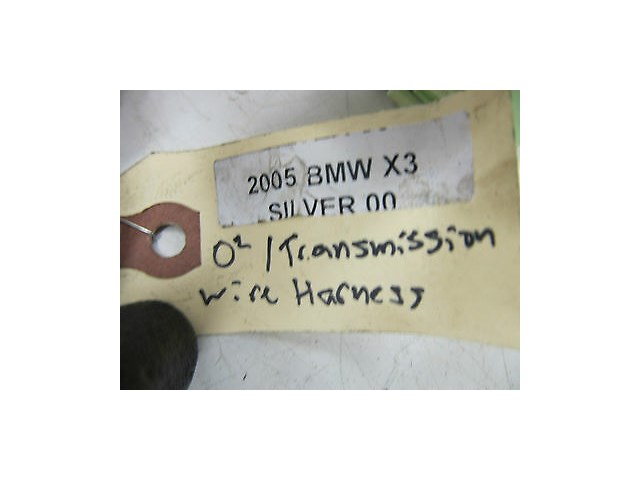 2005 BMW X3
SILVER 00
O² / Transmission
Wire Harness